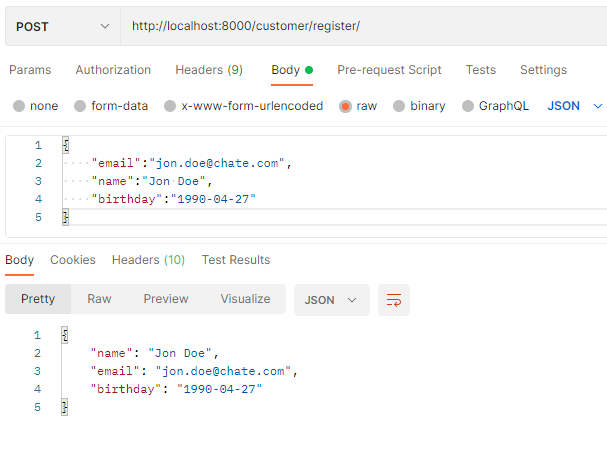 POST http://localhost:8000/customer/register/
Params Authorization Headers (9) Body Pre-request Script Tests Settings
none form-data x-www-form-urlencoded raw binary GraphQL JSON
1 {
2 "email":"jon.doe@chate.com",
3 "name":"Jon Doe",
4 "birthday":"1990-04-27"
5 }
Body Cookies Headers (10) Test Results
Pretty Raw Preview Visualize JSON
1 {
2 "name": "Jon Doe",
3 "email": "jon.doe@chate.com",
4 "birthday": "1990-04-27"
5 }